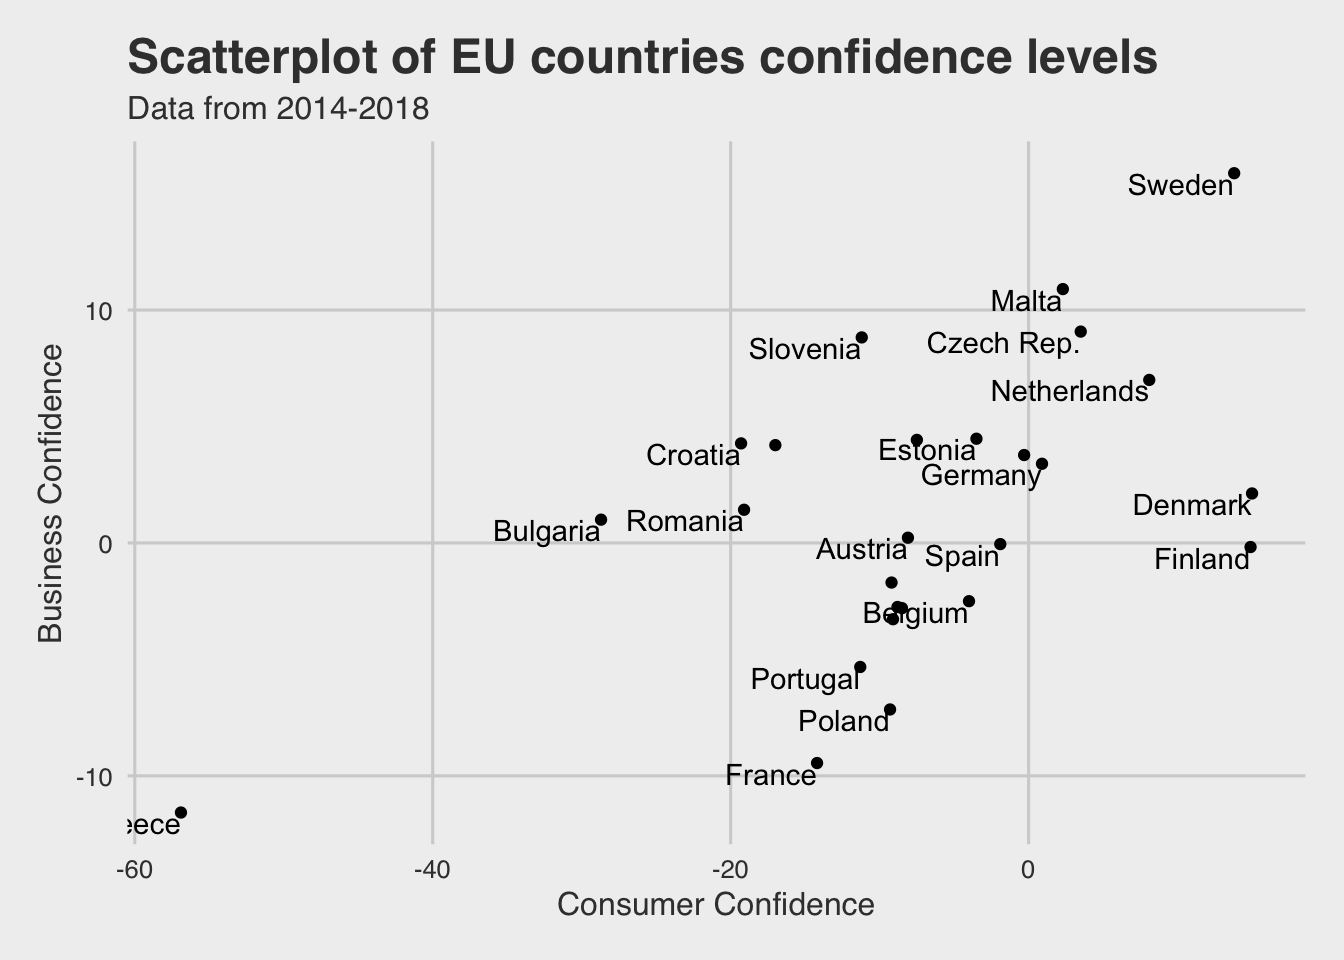 Scatterplot of EU countries confidence levels
Data from 2014-2018
Sweden
Malta
10
Slovenia
Czech Rep.
Netherlands
Croatia
Estonia
Germany
Denmark
Bulgaria
Romania
0
Austria
Spain
Finland
Belgium
Portugal
Poland
France
-10
eece
-60
-40
-20
0
Consumer Confidence
Business Confidence